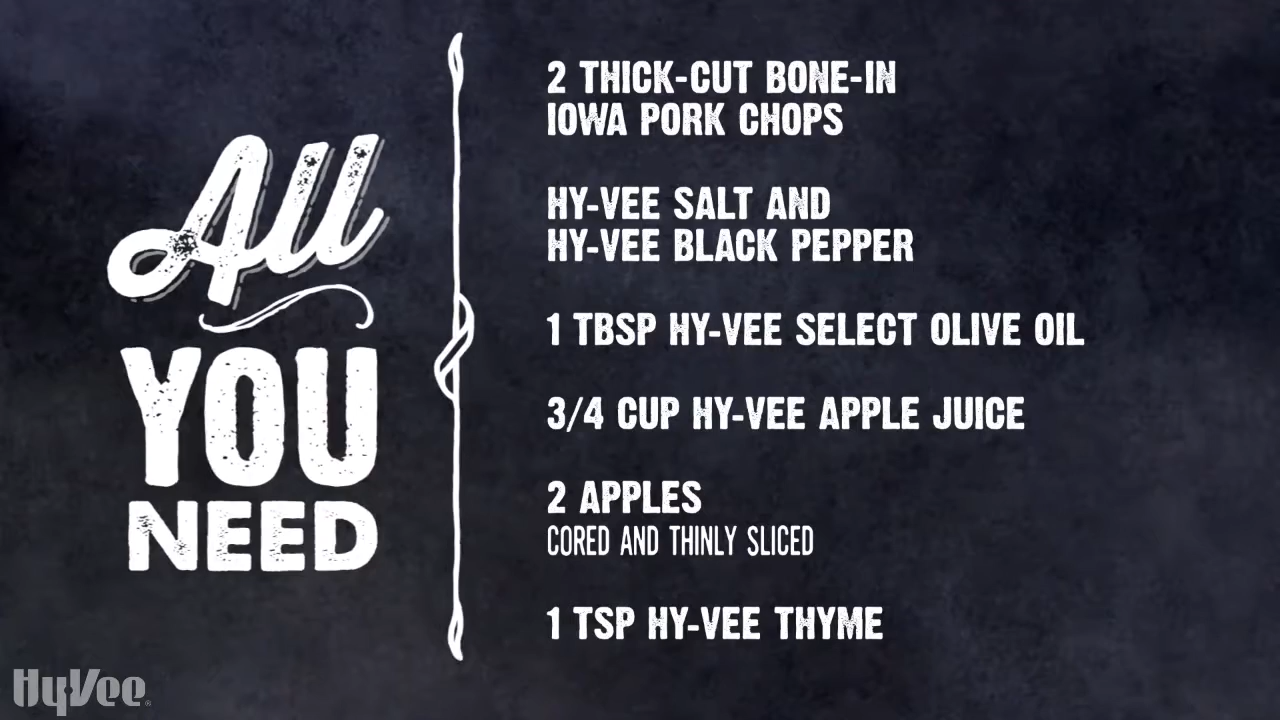 All
YOU
NEED
2 THICK-CUT BONE-IN
IOWA PORK CHOPS
HY-VEE SALT AND
HY-VEE BLACK PEPPER
1 TBSP HY-VEE SELECT OLIVE OIL
3/4 CUP HY-VEE APPLE JUICE
2 APPLES
CORED AND THINLY SLICED
1 TSP HY-VEE THYME
HyVee®